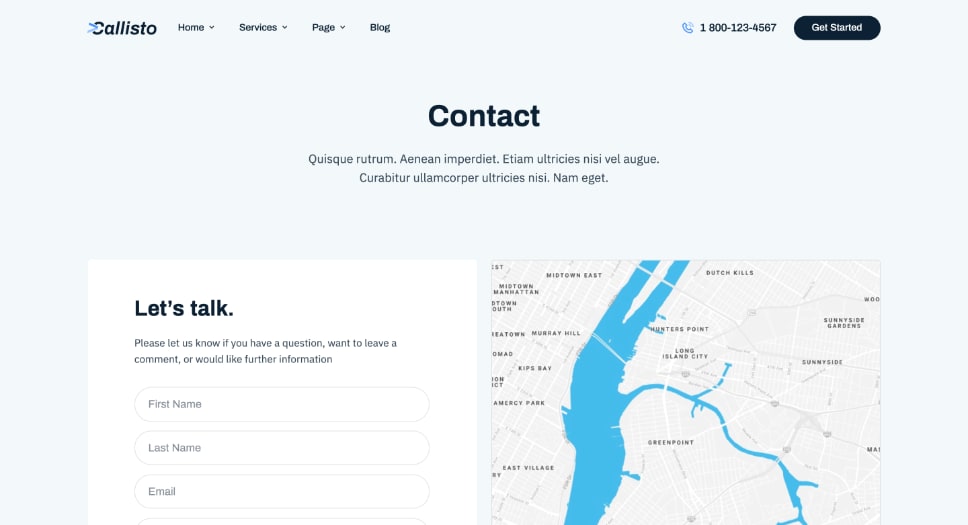 Callisto
Home
Services
Page
Blog
1 800-123-4567
Get Started
Contact
Quisque rutrum. Aenean imperdiet. Etiam ultricies nisi vel augue.
Curabitur ullamcorper ultricies nisi. Nam eget.
Let’s talk.
Please let us know if you have a question, want to leave a
comment, or would like further information
First Name
Last Name
Email
EST
MIDTOWN EAST
DUTCH KILLS
MIDTOWN
MANHATTAN
DTOWN
OUTH
WOO
SUNNYSIDE
GARDENS
EATOWN
MURRAY HILL
HUNTERS POINT
OMAD
LONG
ISLAND CITY
KIPS BAY
SUNNYSIDE
ON
ICT
AMERCY PARK
GREENPOINT
MAS
EAST VILLAGE
RY